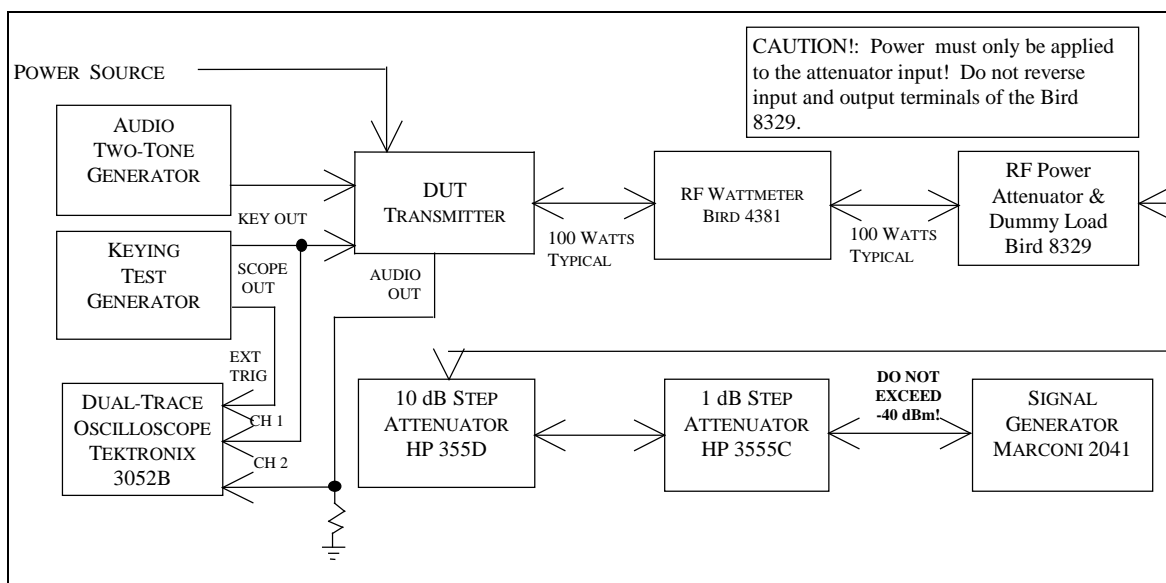 CAUTION!: Power must only be applied
to the attenuator input! Do not reverse
input and output terminals of the Bird
8329.
POWER SOURCE
AUDIO
TWO-TONE
GENERATOR
DUT
TRANSMITTER
RF WATTMETER
BIRD 4381
RF Power
Attenuator &
Dummy Load
Bird 8329
KEY OUT
100 WATTS
TYPICAL
100 WATTS
TYPICAL
KEYING
TEST
GENERATOR
SCOPE
OUT
AUDIO
OUT
EXT
TRIG
DUAL-TRACE
OSCILLOSCOPE
TEKTRONIX
3052B
CH 1
CH 2
10 dB STEP
ATTENUATOR
HP 355D
1 dB STEP
ATTENUATOR
HP 3555C
DO NOT
EXCEED
-40 dBm!
SIGNAL
GENERATOR
MARCONI 2041